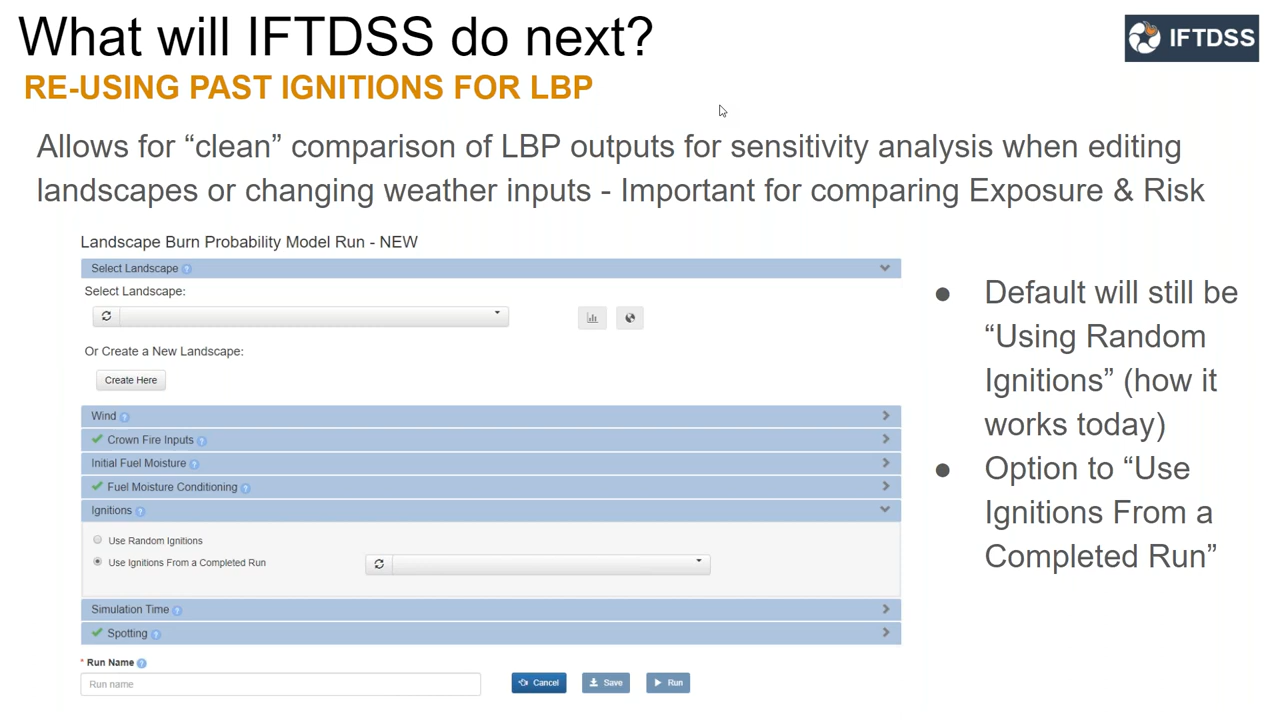 What will IFTDSS do next?
IFTDSS
RE-USING PAST IGNITIONS FOR LBP
Allows for “clean” comparison of LBP outputs for sensitivity analysis when editing
landscapes or changing weather inputs - Important for comparing Exposure & Risk
Landscape Burn Probability Model Run - NEW
Select Landscape ?
Select Landscape:
Or Create a New Landscape:
Create Here
Wind ?
Crown Fire Inputs ?
Initial Fuel Moisture ?
Fuel Moisture Conditioning ?
Ignitions ?
Use Random Ignitions
Use Ignitions From a Completed Run
Simulation Time ?
Spotting ?
* Run Name ?
Run name
Cancel
Save
Run
● Default will still be
“Using Random
Ignitions” (how it
works today)
● Option to “Use
Ignitions From a
Completed Run”